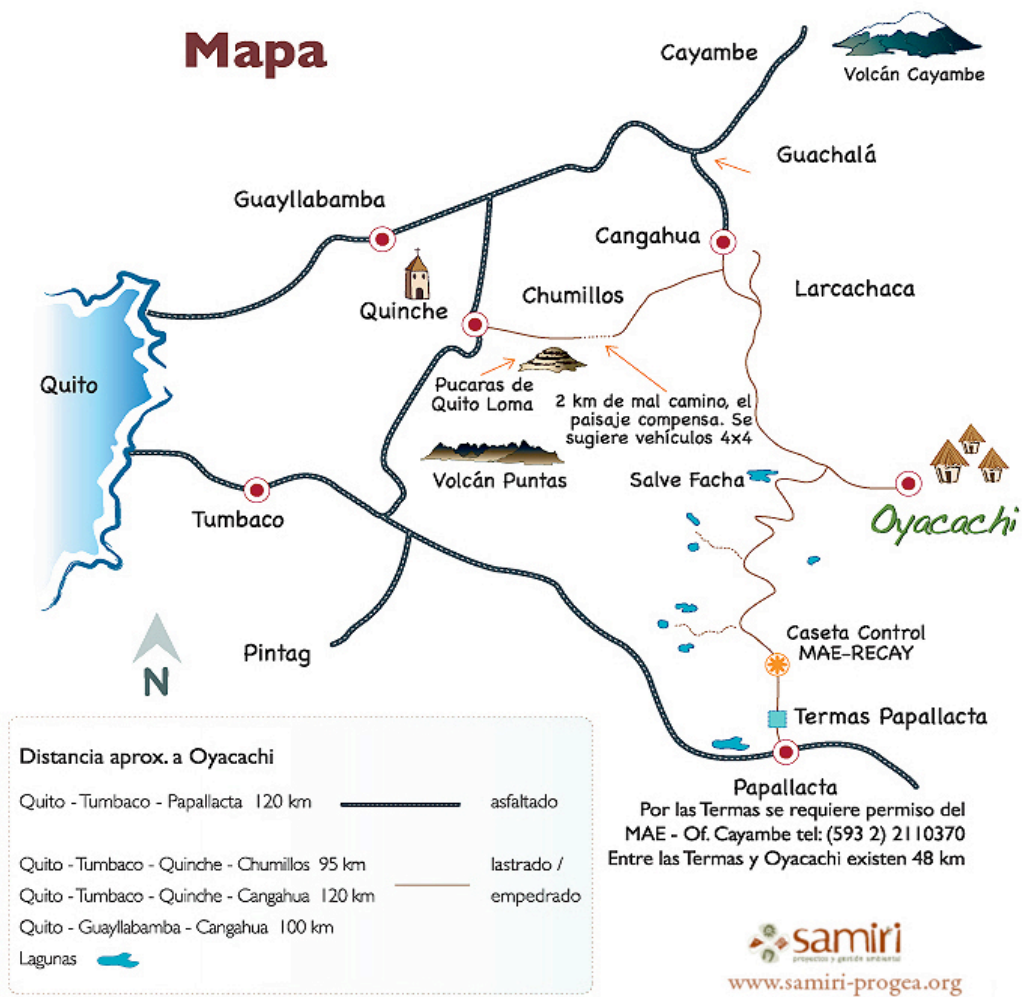 Mapa
Cayambe
Volcán Cayambe
Guachalá
Guayllabamba
Cangahua
Larcachaca
Chumillos
Quinche
Quito
Pucaras de
Quito Loma
2 km de mal camino, el
paisaje compensa. Se
sugiere vehículos 4x4
Volcán Puntas
Salve Facha
Oyacachi
Tumbaco
Pintag
N
Caseta Control
MAE-RECAY
Termas Papallacta
Papallacta
Por las Termas se requiere permiso del
MAE - Of. Cayambe tel: (593 2) 2110370
Entre las Termas y Oyacachi existen 48 km
Distancia aprox. a Oyacachi
Quito - Tumbaco - Papallacta 120 km
asfaltado
Quito - Tumbaco - Quinche - Chumillos 95 km
lastrado /
Quito - Tumbaco - Quinche - Cangahua 120 km
empedrado
Quito - Guayllabamba - Cangahua 100 km
Lagunas
samiri
proyectos y gestión ambiental
www.samiri-progea.org